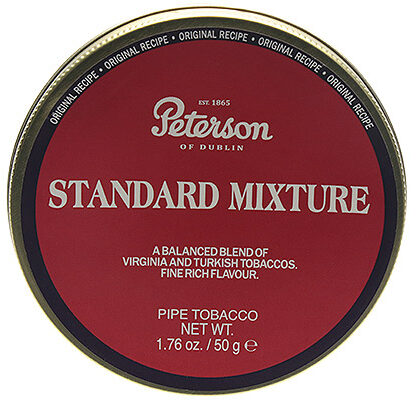 ORIGINAL RECIPE • ORIGINAL RECIPE • ORIGINAL RECIPE • ORIGINAL RECIPE • ORIGINAL RECIPE
EST. 1865
Peterson
OF DUBLIN
STANDARD MIXTURE
A BALANCED BLEND OF
VIRGINIA AND TURKISH TOBACCOS.
FINE RICH FLAVOUR.
PIPE TOBACCO
NET WT.
1.76 oz. / 50 g ℮